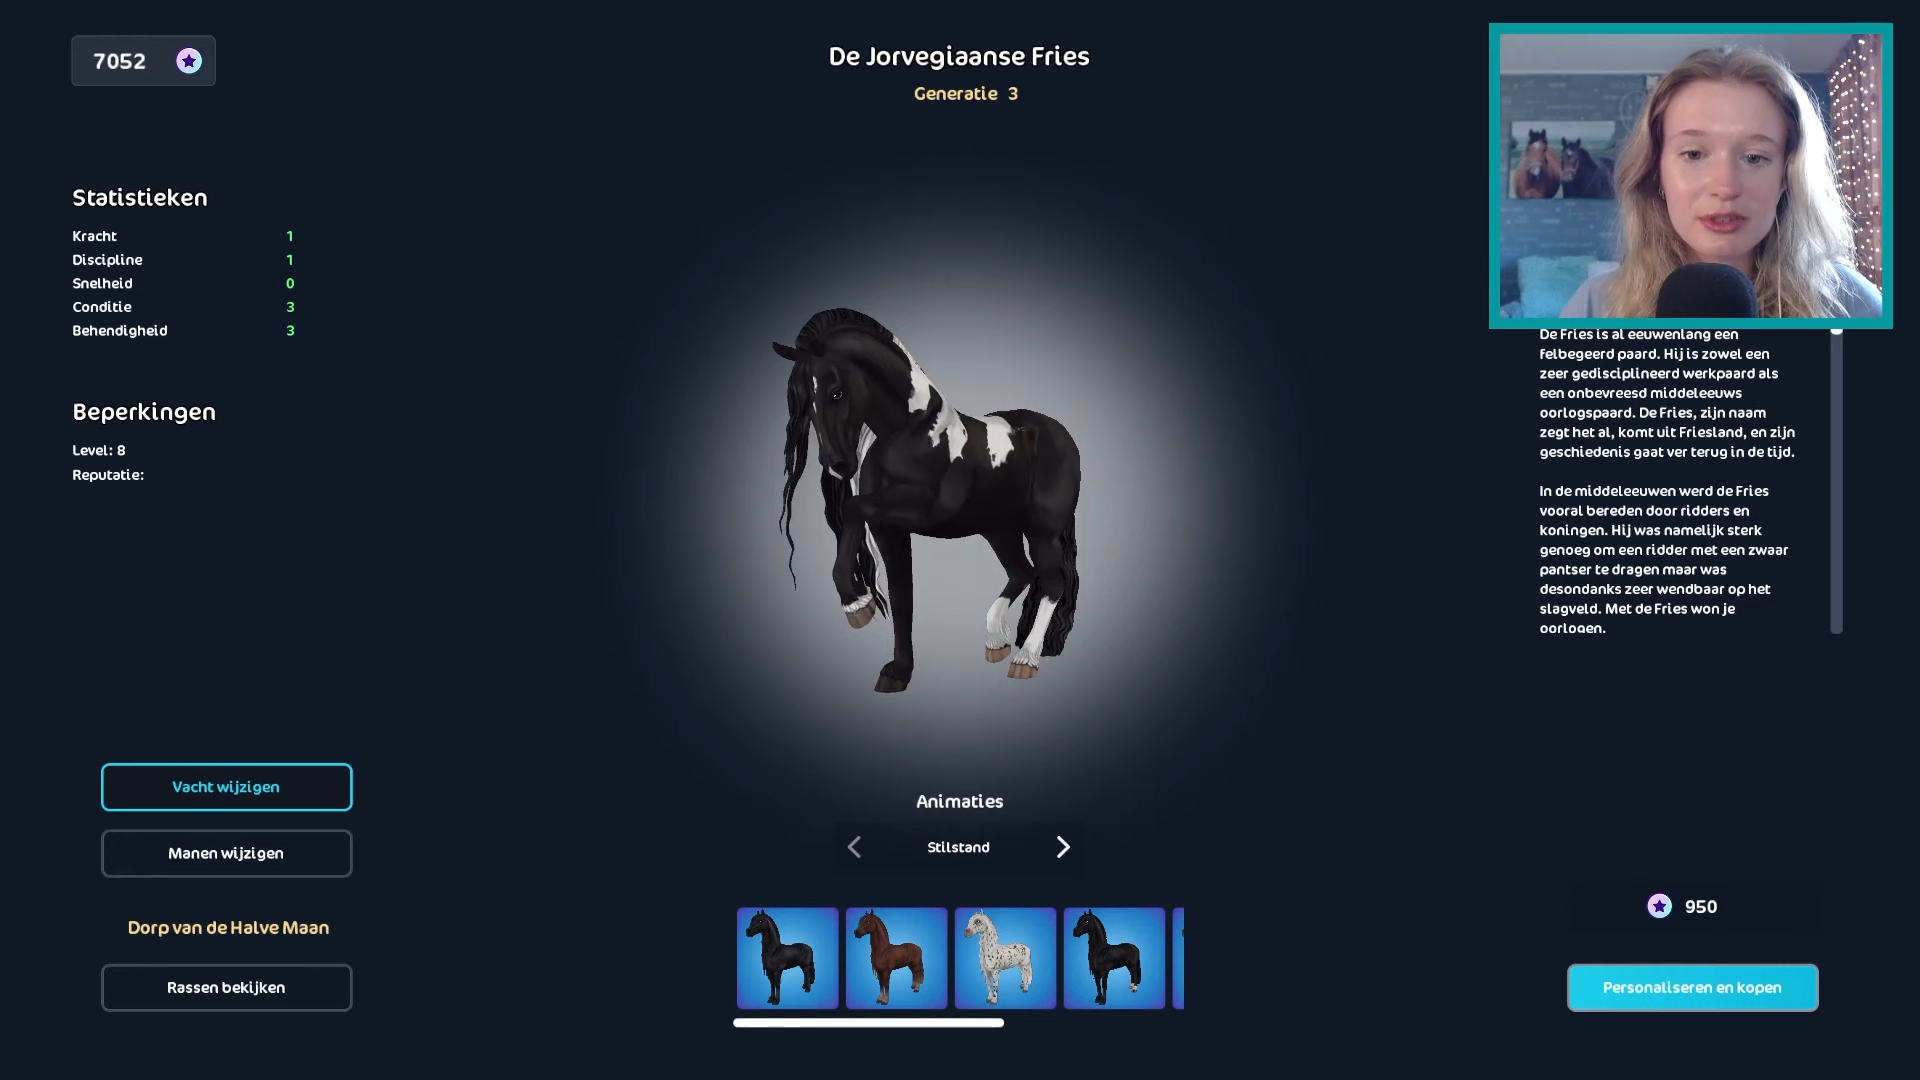 7052
De Jorvegiaanse Fries
Generatie 3
Statistieken
Kracht 1
Discipline 1
Snelheid 0
Conditie 3
Behendigheid 3
Beperkingen
Level: 8
Reputatie:
De Fries is al eeuwenlang een
felbegeerd paard. Hij is zowel een
zeer gedisciplineerd werkpaard als
een onbevreesd middeleeuws
oorlogspaard. De Fries, zijn naam
zegt het al, komt uit Friesland, en zijn
geschiedenis gaat ver terug in de tijd.
In de middeleeuwen werd de Fries
vooral bereden door ridders en
koningen. Hij was namelijk sterk
genoeg om een ridder met een zwaar
pantser te dragen maar was
desondanks zeer wendbaar op het
slagveld. Met de Fries won je
oorlogen.
Vacht wijzigen
Manen wijzigen
Dorp van de Halve Maan
Rassen bekijken
Animaties
Stilstand
950
Personaliseren en kopen